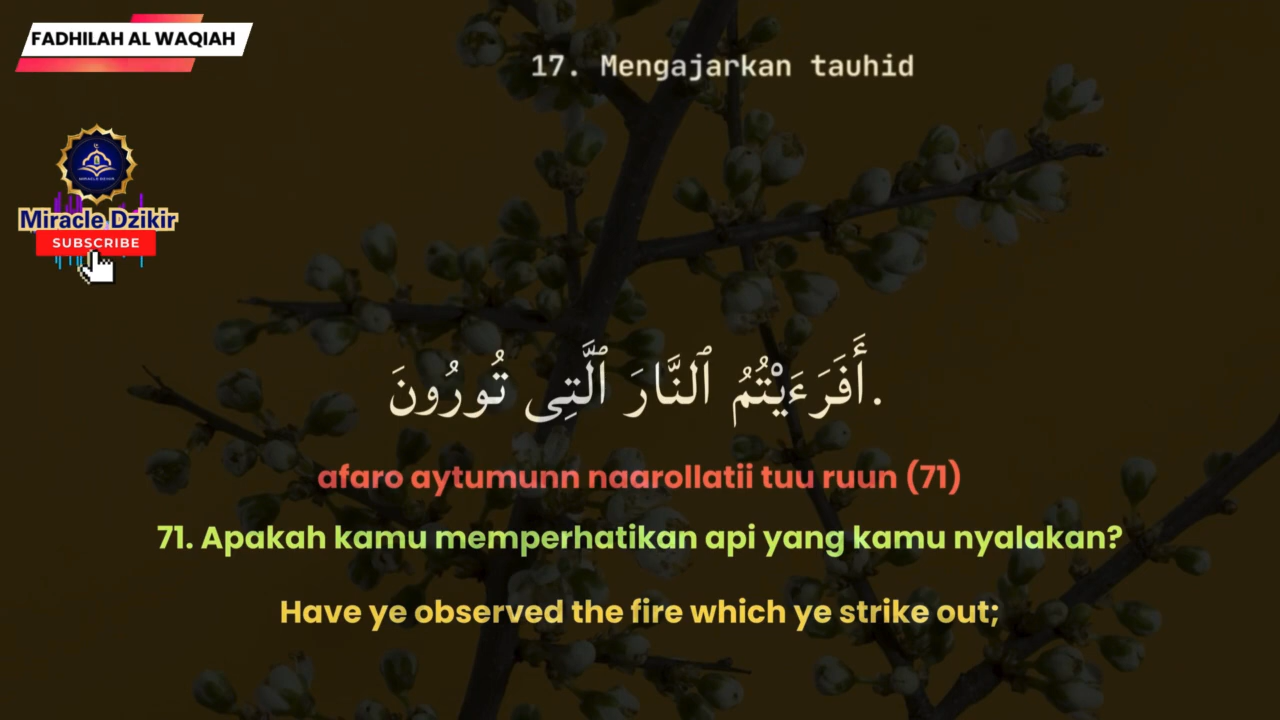 FADHILAH AL WAQIAH
17. Mengajarkan tauhid
Miracle Dzikir
SUBSCRIBE
أَفَرَءَيْتُمُ ٱلنَّارَ ٱلَّتِى تُورُونَ.
afaro aytumunn naarollatii tuu ruun (71)
71. Apakah kamu memperhatikan api yang kamu nyalakan?
Have ye observed the fire which ye strike out;